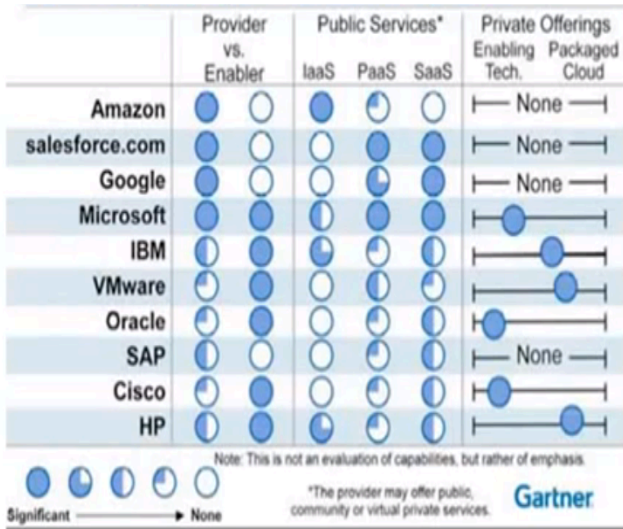 Provider vs. Enabler
Public Services*
Private Offerings
IaaS PaaS SaaS
Enabling Tech. Packaged Cloud
Amazon None
salesforce.com None
Google None
Microsoft
IBM
VMware
Oracle
SAP None
Cisco
HP
Note: This is not an evaluation of capabilities, but rather of emphasis.
Significant None
*The provider may offer public,
community or virtual private services.
Gartner